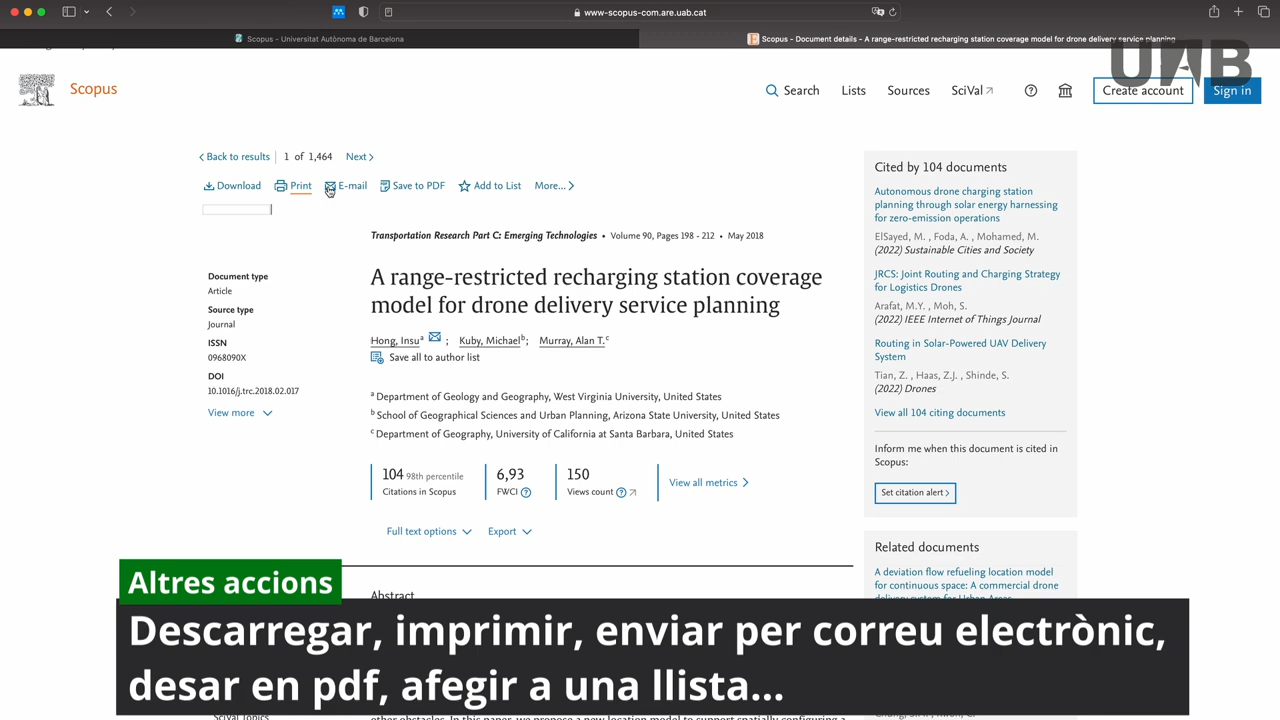 www-scopus-com.are.uab.cat
Scopus - Universitat Autònoma de Barcelona
Scopus - Document details - A range-restricted recharging station coverage model for drone delivery service planning
UAB
Scopus
Search
Lists
Sources
SciVal
Create account
Sign in
Back to results
1 of 1,464
Next
Download
Print
E-mail
Save to PDF
Add to List
More...
Transportation Research Part C: Emerging Technologies • Volume 90, Pages 198 - 212 • May 2018
A range-restricted recharging station coverage
model for drone delivery service planning
Hong, Insuᵃ ; Kuby, Michaelᵇ; Murray, Alan T.ᶜ
Save all to author list
ᵃ Department of Geology and Geography, West Virginia University, United States
ᵇ School of Geographical Sciences and Urban Planning, Arizona State University, United States
ᶜ Department of Geography, University of California at Santa Barbara, United States
Document type
Article
Source type
Journal
ISSN
0968090X
DOI
10.1016/j.trc.2018.02.017
View more
104 98th percentile
Citations in Scopus
6,93
FWCI
150
Views count
View all metrics
Full text options
Export
Abstract
Cited by 104 documents
Autonomous drone charging station
planning through solar energy harnessing
for zero-emission operations
ElSayed, M. , Foda, A. , Mohamed, M.
(2022) Sustainable Cities and Society
JRCS: Joint Routing and Charging Strategy
for Logistics Drones
Arafat, M.Y. , Moh, S.
(2022) IEEE Internet of Things Journal
Routing in Solar-Powered UAV Delivery
System
Tian, Z. , Haas, Z.J. , Shinde, S.
(2022) Drones
View all 104 citing documents
Inform me when this document is cited in
Scopus:
Set citation alert
Related documents
A deviation flow refueling location model
for continuous space: A commercial drone
delivery system for Urban Areas
Altres accions
Descarregar, imprimir, enviar per correu electrònic,
desar en pdf, afegir a una llista...
SciVal Topics